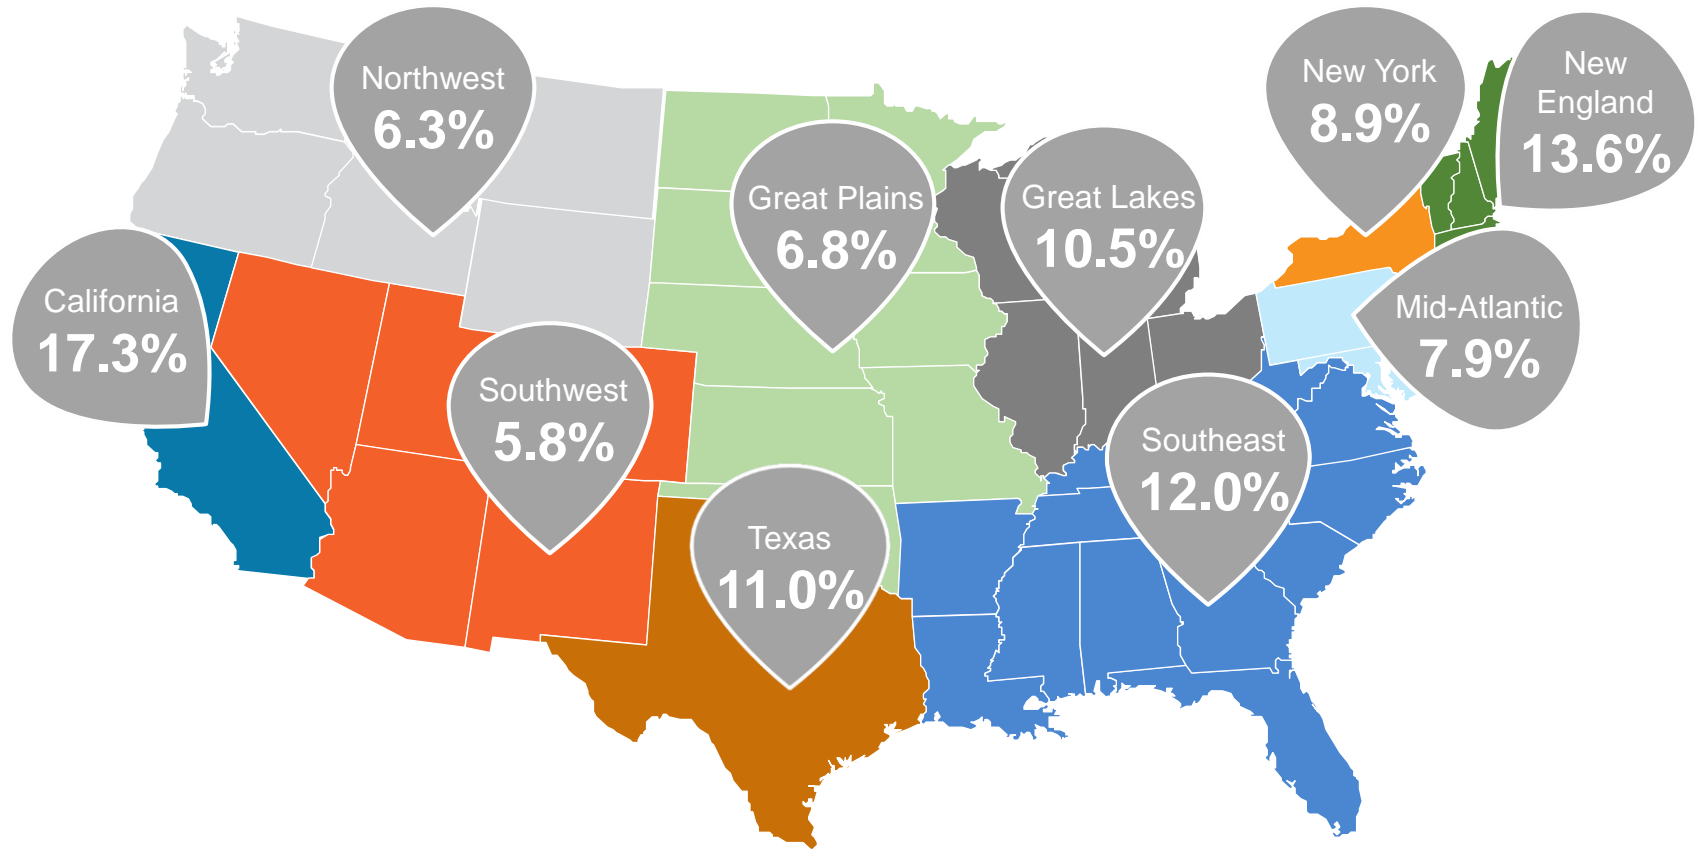 Northwest
6.3%
New York
8.9%
New
England
13.6%
Great Plains
6.8%
Great Lakes
10.5%
California
17.3%
Mid-Atlantic
7.9%
Southwest
5.8%
Southeast
12.0%
Texas
11.0%